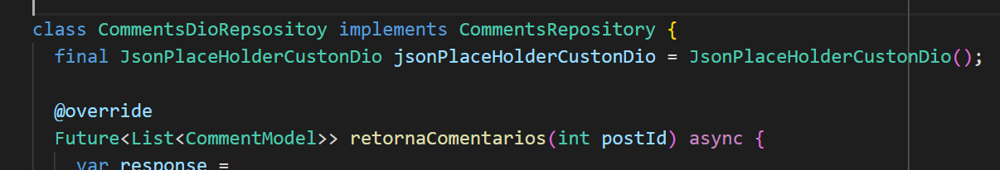 class CommentsDioRepsositoy implements CommentsRepository {
final JsonPlaceHolderCustonDio jsonPlaceHolderCustonDio = JsonPlaceHolderCustonDio();
@override
Future<List<CommentModel>> retornaComentarios(int postId) async {
var response =